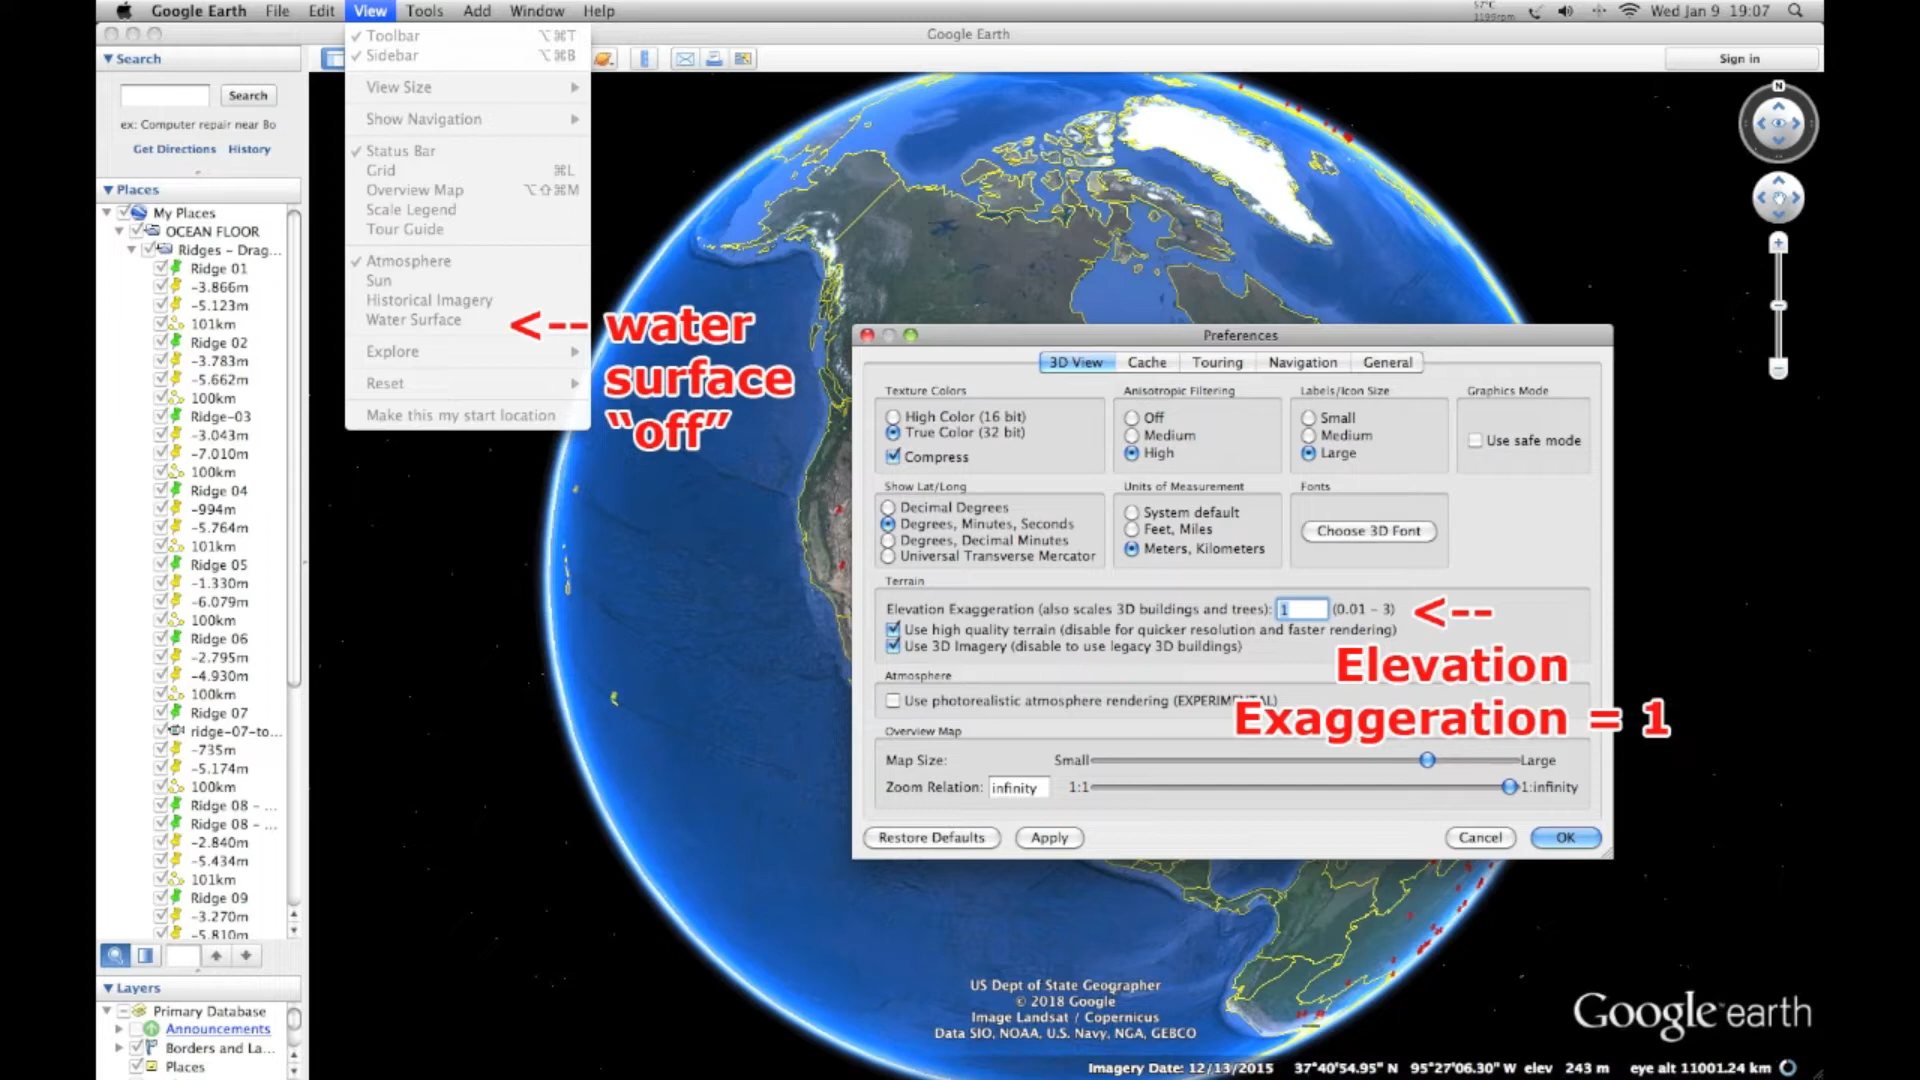 Google Earth File Edit View Tools Add Window Help
57°C
1195rpm
Wed Jan 9 19:07
Google Earth
Sign in
Search
Search
ex: Computer repair near Bo
Get Directions History
Places
My Places
OCEAN FLOOR
Ridges - Drag...
Ridge 01
-3.866m
-5.123m
101km
Ridge 02
-3.783m
-5.662m
100km
Ridge-03
-3.043m
-7.010m
100km
Ridge 04
-994m
-5.764m
101km
Ridge 05
-1.330m
-6.079m
100km
Ridge 06
-2.795m
-4.930m
100km
Ridge 07
ridge-07-to...
-735m
-5.174m
100km
Ridge 08 - ...
Ridge 08 - ...
-2.840m
-5.434m
101km
Ridge 09
-3.270m
-5.810m
Layers
Primary Database
Announcements
Borders and La...
Places
✓ Toolbar ⌥⌘T
✓ Sidebar ⌥⌘B
View Size
Show Navigation
✓ Status Bar
Grid ⌘L
Overview Map ⌥⇧⌘M
Scale Legend
Tour Guide
✓ Atmosphere
Sun
Historical Imagery
Water Surface
Explore
Reset
Make this my start location
<-- water
surface
“off”
N
Preferences
3D View Cache Touring Navigation General
Texture Colors
High Color (16 bit)
True Color (32 bit)
Compress
Anisotropic Filtering
Off
Medium
High
Labels/Icon Size
Small
Medium
Large
Graphics Mode
Use safe mode
Show Lat/Long
Decimal Degrees
Degrees, Minutes, Seconds
Degrees, Decimal Minutes
Universal Transverse Mercator
Units of Measurement
System default
Feet, Miles
Meters, Kilometers
Fonts
Choose 3D Font
Terrain
Elevation Exaggeration (also scales 3D buildings and trees): 1 (0.01 - 3)
Use high quality terrain (disable for quicker resolution and faster rendering)
Use 3D Imagery (disable to use legacy 3D buildings)
<--
Elevation
Exaggeration = 1
Atmosphere
Use photorealistic atmosphere rendering (EXPERIMENTAL)
Overview Map
Map Size: Small Large
Zoom Relation: infinity 1:1 1:infinity
Restore Defaults Apply Cancel OK
US Dept of State Geographer
© 2018 Google
Image Landsat / Copernicus
Data SIO, NOAA, U.S. Navy, NGA, GEBCO
Google earth
Imagery Date: 12/13/2015 37°40'54.95" N 95°27'06.30" W elev 243 m eye alt 11001.24 km